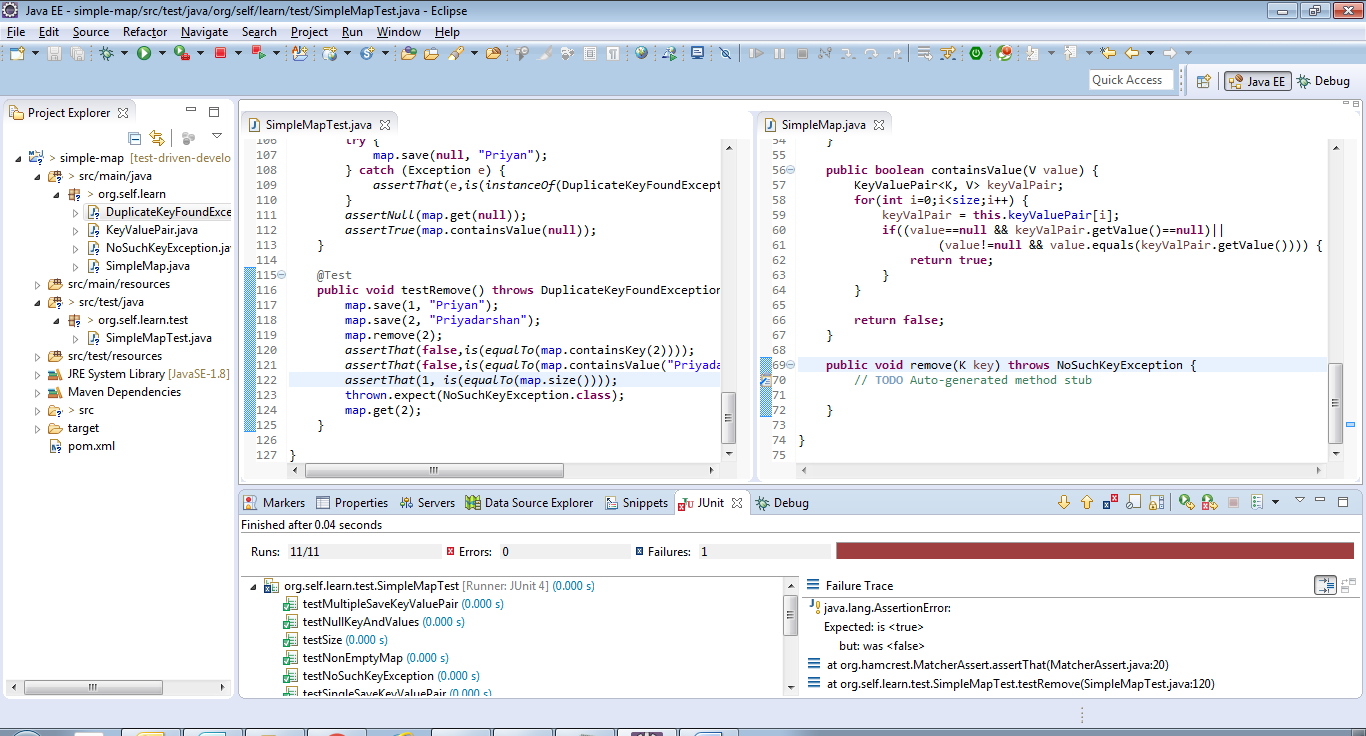 Java EE - simple-map/src/test/java/org/self/learn/test/SimpleMapTest.java - Eclipse
File Edit Source Refactor Navigate Search Project Run Window Help
Quick Access
Java EE
Debug
Project Explorer
simple-map [test-driven-develo
> src/main/java
> org.self.learn
DuplicateKeyFoundExce
KeyValuePair.java
NoSuchKeyException.jav
SimpleMap.java
src/main/resources
> src/test/java
> org.self.learn.test
SimpleMapTest.java
src/test/resources
JRE System Library [JavaSE-1.8]
Maven Dependencies
> src
target
pom.xml
SimpleMapTest.java
106 try {
107 map.save(null, "Priyan");
108 } catch (Exception e) {
109 assertThat(e,is(instanceOf(DuplicateKeyFoundExcept
110 }
111 assertNull(map.get(null));
112 assertTrue(map.containsValue(null));
113 }
114
115 @Test
116 public void testRemove() throws DuplicateKeyFoundException
117 map.save(1, "Priyan");
118 map.save(2, "Priyadarshan");
119 map.remove(2);
120 assertThat(false,is(equalTo(map.containsKey(2))));
121 assertThat(false,is(equalTo(map.containsValue("Priyada
122 assertThat(1, is(equalTo(map.size())));
123 thrown.expect(NoSuchKeyException.class);
124 map.get(2);
125 }
126
127 }
SimpleMap.java
54 }
55
56 public boolean containsValue(V value) {
57 KeyValuePair<K, V> keyValPair;
58 for(int i=0;i<size;i++) {
59 keyValPair = this.keyValuePair[i];
60 if((value==null && keyValPair.getValue()==null)||
61 (value!=null && value.equals(keyValPair.getValue()))) {
62 return true;
63 }
64 }
65
66 return false;
67 }
68
69 public void remove(K key) throws NoSuchKeyException {
70 // TODO Auto-generated method stub
71
72 }
73
74 }
75
Markers Properties Servers Data Source Explorer Snippets JUnit Debug
Finished after 0.04 seconds
Runs: 11/11 Errors: 0 Failures: 1
org.self.learn.test.SimpleMapTest [Runner: JUnit 4] (0.000 s)
testMultipleSaveKeyValuePair (0.000 s)
testNullKeyAndValues (0.000 s)
testSize (0.000 s)
testNonEmptyMap (0.000 s)
testNoSuchKeyException (0.000 s)
testSingleSaveKeyValuePair (0.000 s)
Failure Trace
java.lang.AssertionError:
Expected: is <true>
but: was <false>
at org.hamcrest.MatcherAssert.assertThat(MatcherAssert.java:20)
at org.self.learn.test.SimpleMapTest.testRemove(SimpleMapTest.java:120)